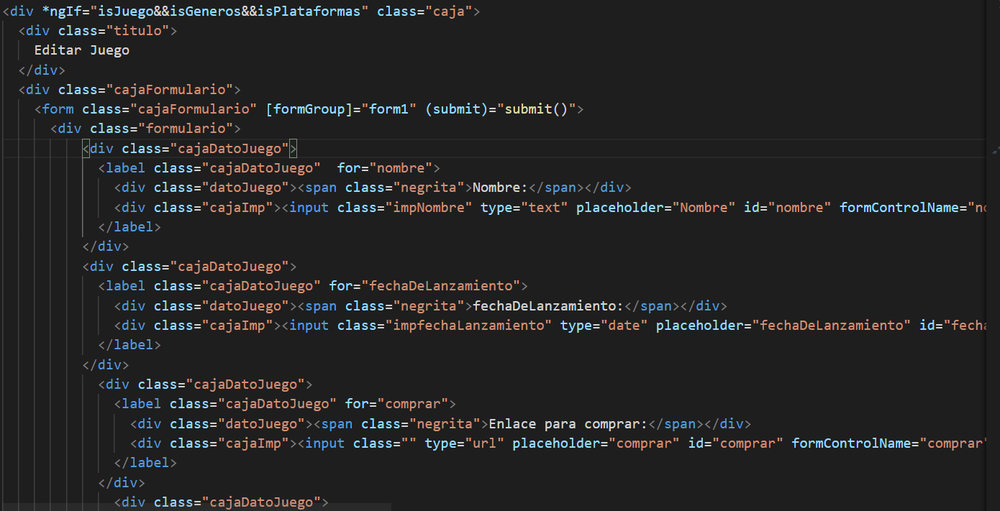 <div *ngIf="isJuego&&isGeneros&&isPlataformas" class="caja">
<div class="titulo">
Editar Juego
</div>
<div class="cajaFormulario">
<form class="cajaFormulario" [formGroup]="form1" (submit)="submit()">
<div class="formulario">
<div class="cajaDatoJuego">
<label class="cajaDatoJuego"  for="nombre">
<div class="datoJuego"><span class="negrita">Nombre:</span></div>
<div class="cajaImp"><input class="impNombre" type="text" placeholder="Nombre" id="nombre" formControlName="no
</label>
</div>
<div class="cajaDatoJuego">
<label class="cajaDatoJuego" for="fechaDeLanzamiento">
<div class="datoJuego"><span class="negrita">fechaDeLanzamiento:</span></div>
<div class="cajaImp"><input class="impfechaLanzamiento" type="date" placeholder="fechaDeLanzamiento" id="fecha
</label>
</div>
<div class="cajaDatoJuego">
<label class="cajaDatoJuego" for="comprar">
<div class="datoJuego"><span class="negrita">Enlace para comprar:</span></div>
<div class="cajaImp"><input class="" type="url" placeholder="comprar" id="comprar" formControlName="comprar"
</label>
</div>
<div class="cajaDatoJuego">